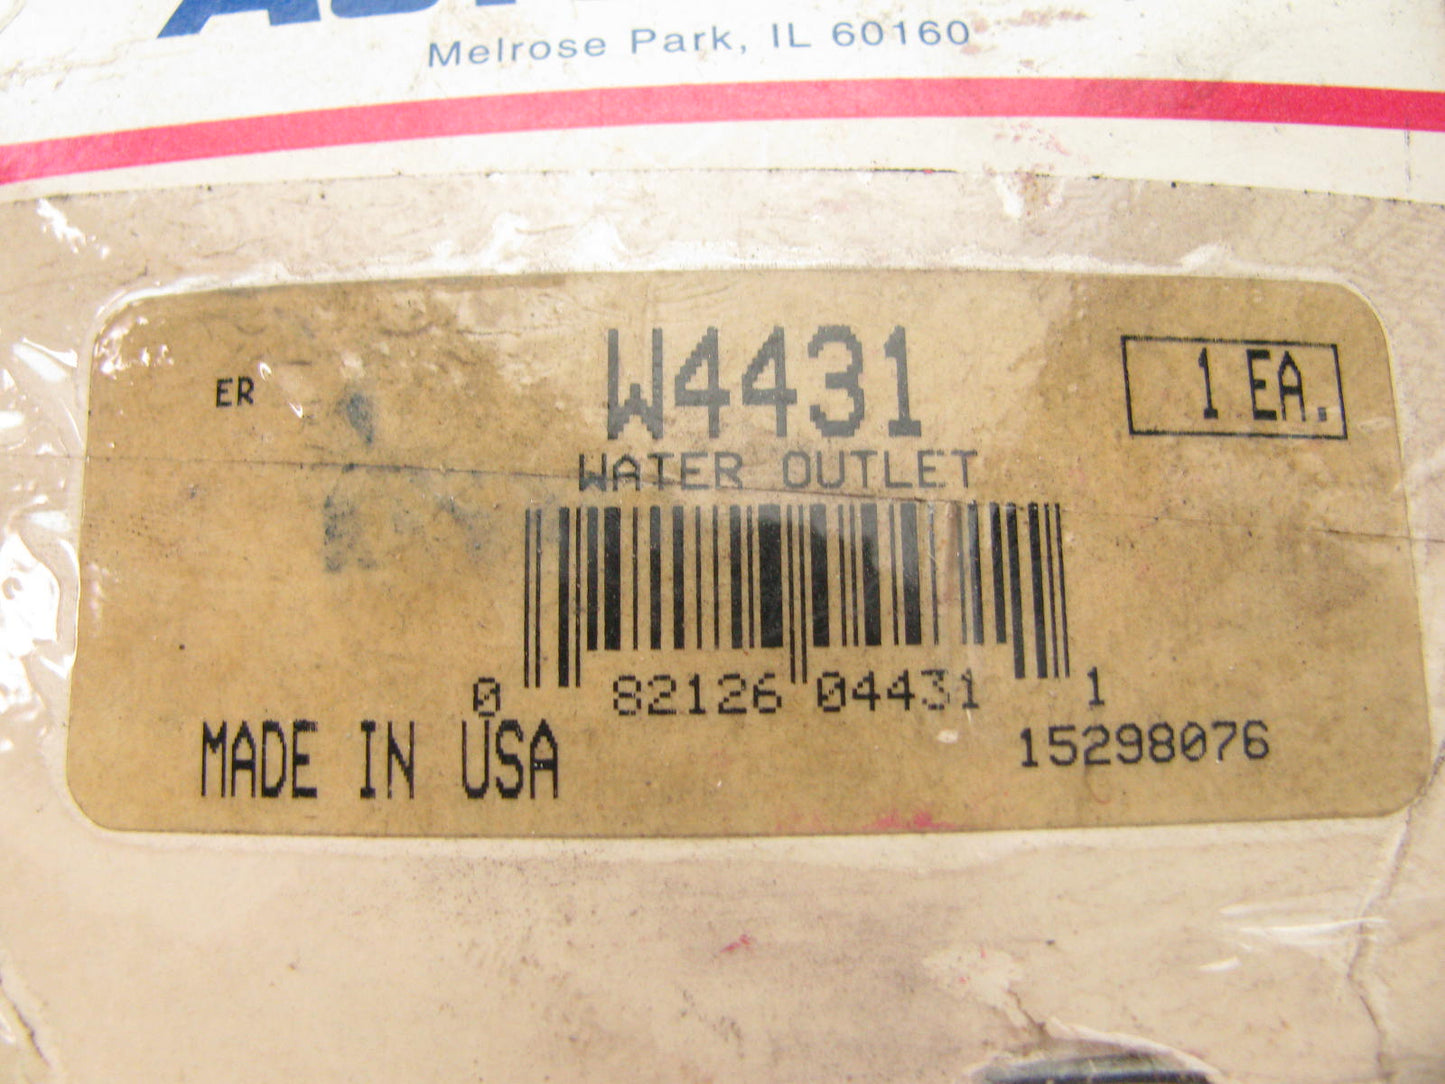 Melrose Park, IL 60160
W4431
1 EA.
ER
WATER OUTLET
0 82126 04431 1
MADE IN USA
15298076